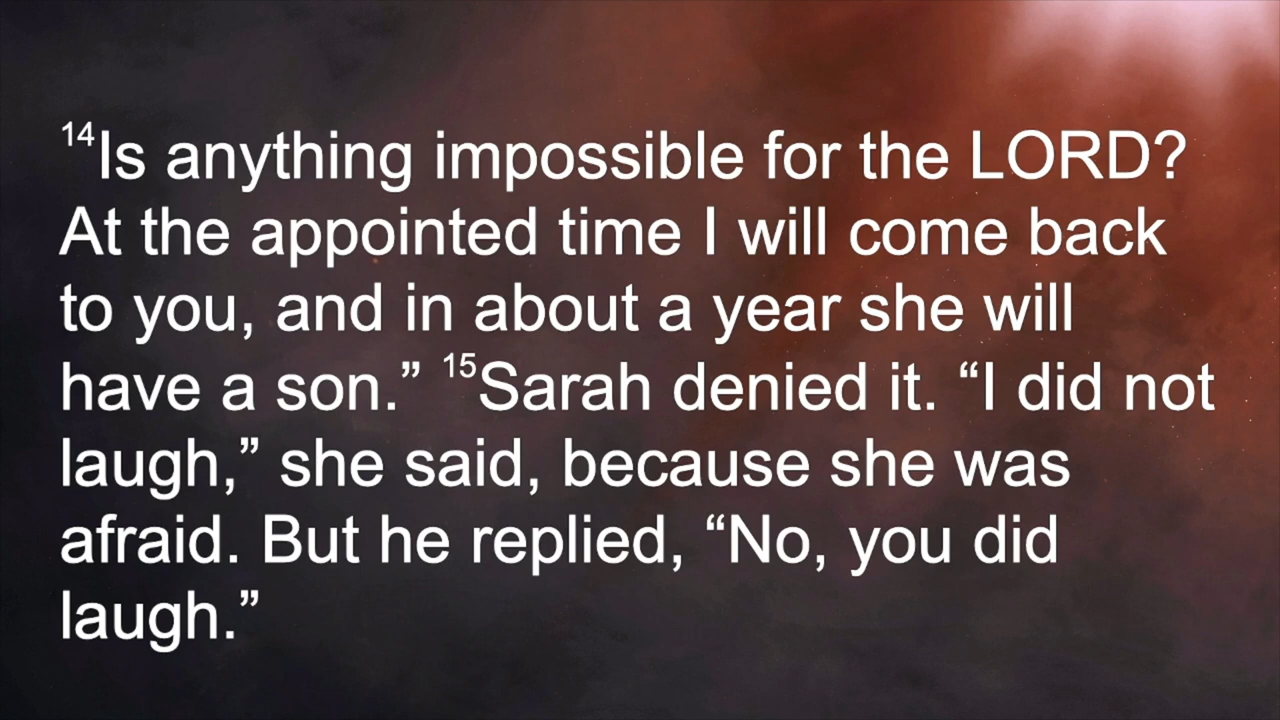 ¹⁴Is anything impossible for the LORD?
At the appointed time I will come back
to you, and in about a year she will
have a son.” ¹⁵Sarah denied it. “I did not
laugh,” she said, because she was
afraid. But he replied, “No, you did
laugh.”